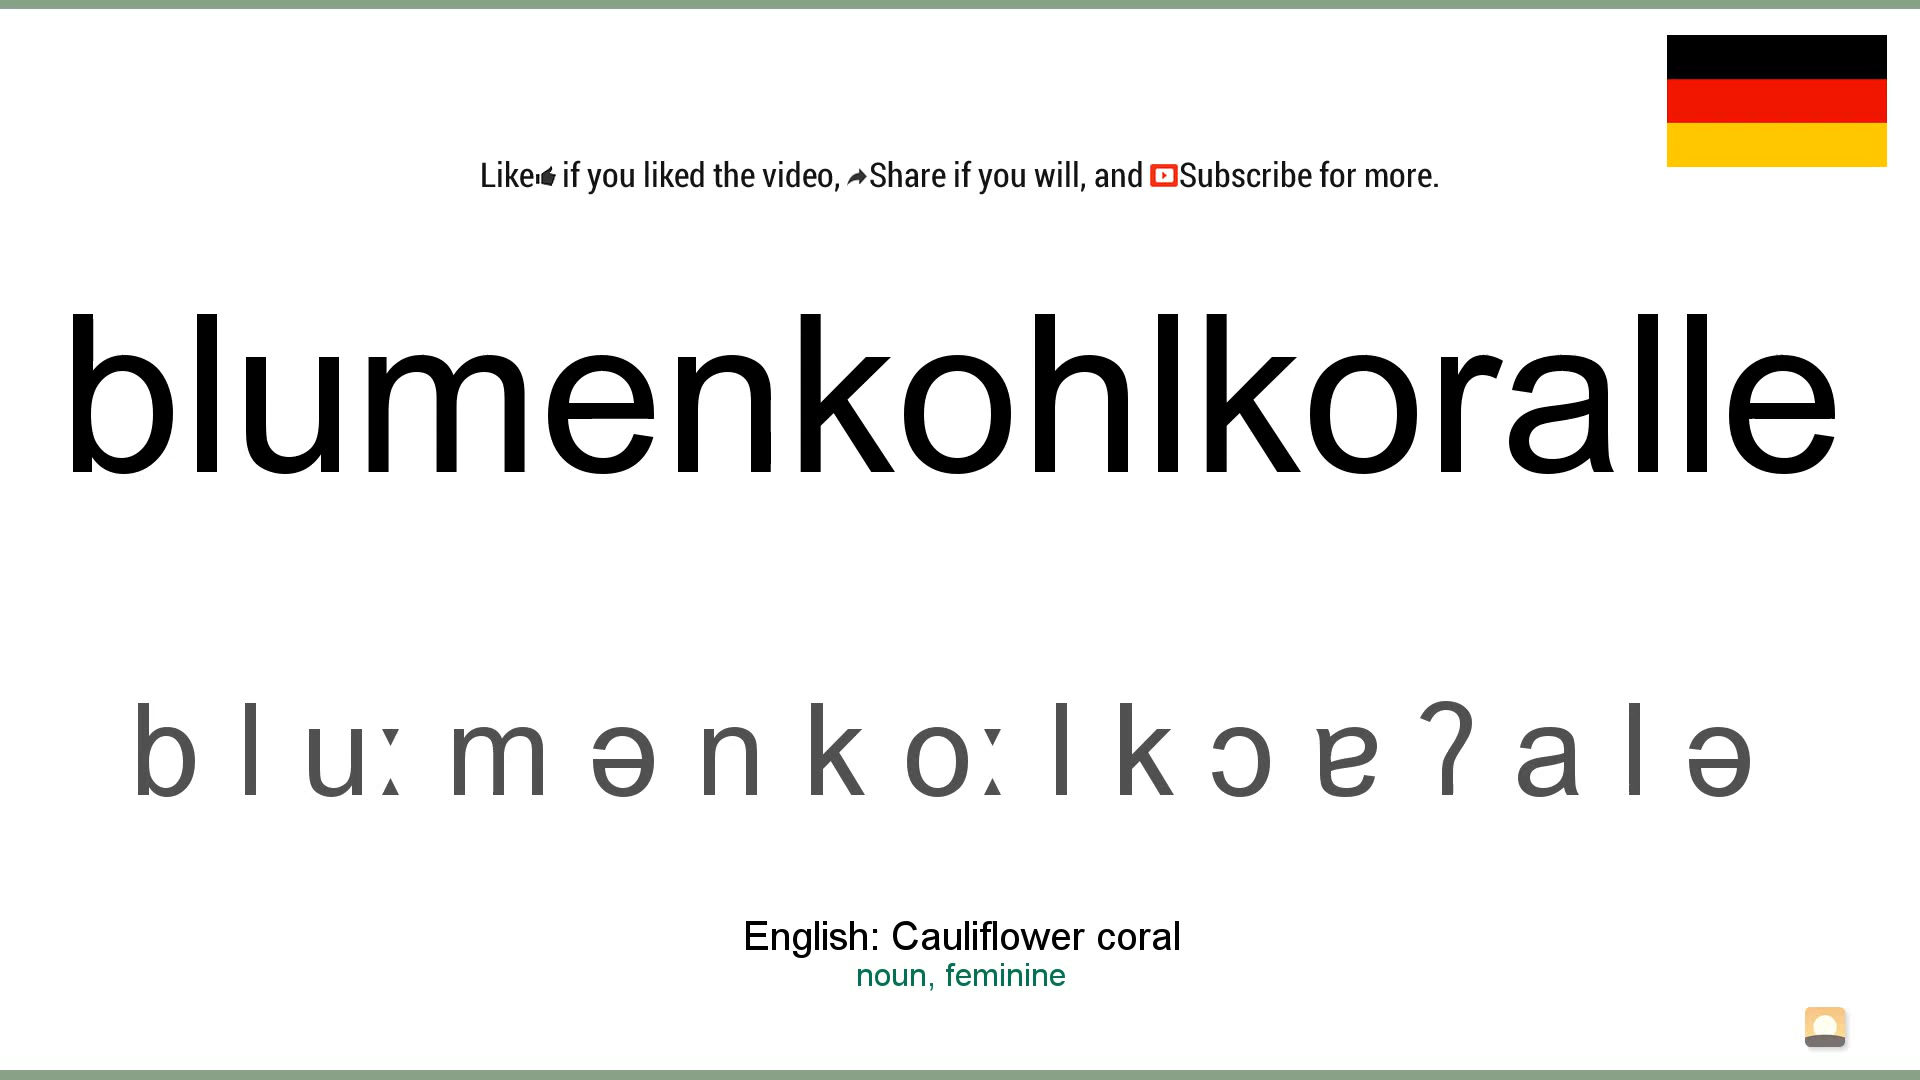 Like if you liked the video, Share if you will, and Subscribe for more.
blumenkohlkoralle
b l uː m ə n k oː l k ɔ ɐ ʔ a l ə
English: Cauliflower coral
noun, feminine